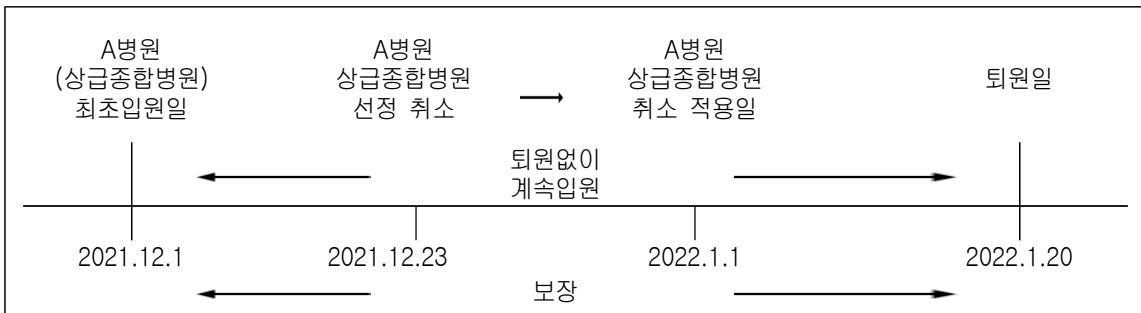 A병원
(상급종합병원)
최초입원일
A병원
상급종합병원
선정 취소
A병원
상급종합병원
취소 적용일
퇴원일
퇴원없이
계속입원
2021.12.1
2021.12.23
2022.1.1
2022.1.20
보장